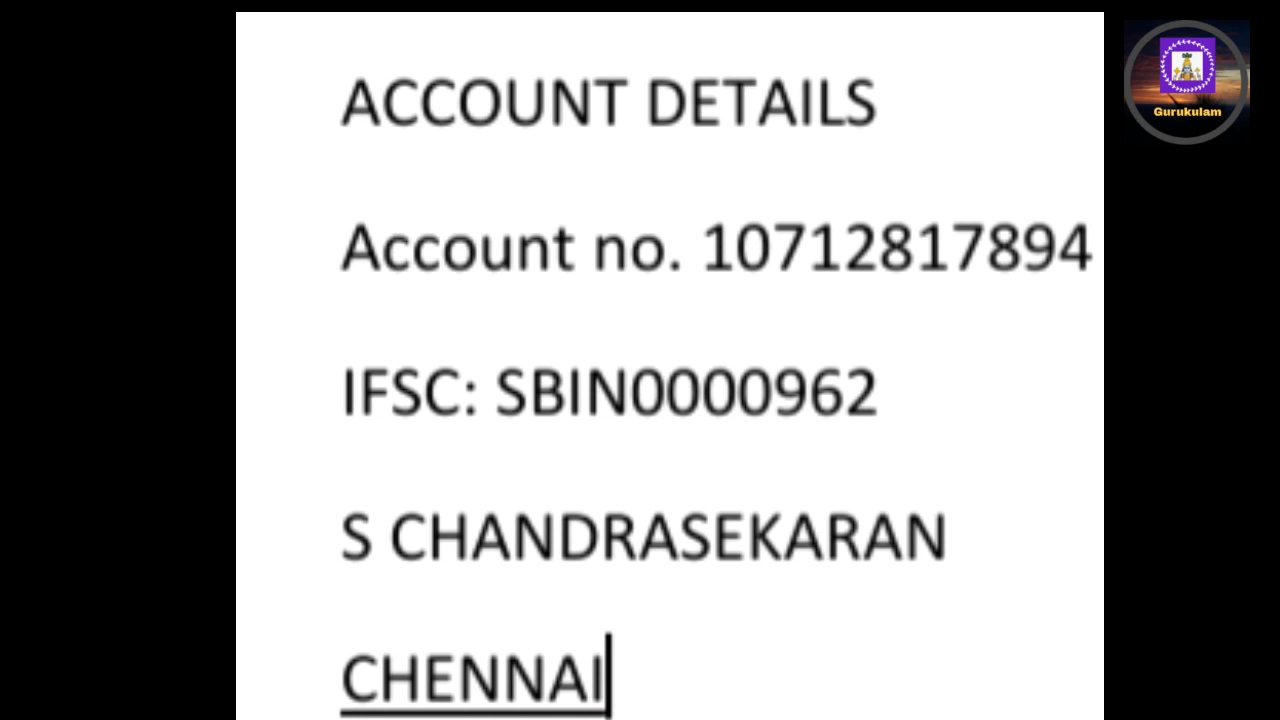 ACCOUNT DETAILS
Account no. 10712817894
IFSC: SBIN0000962
S CHANDRASEKARAN
CHENNAI
Gurukulam